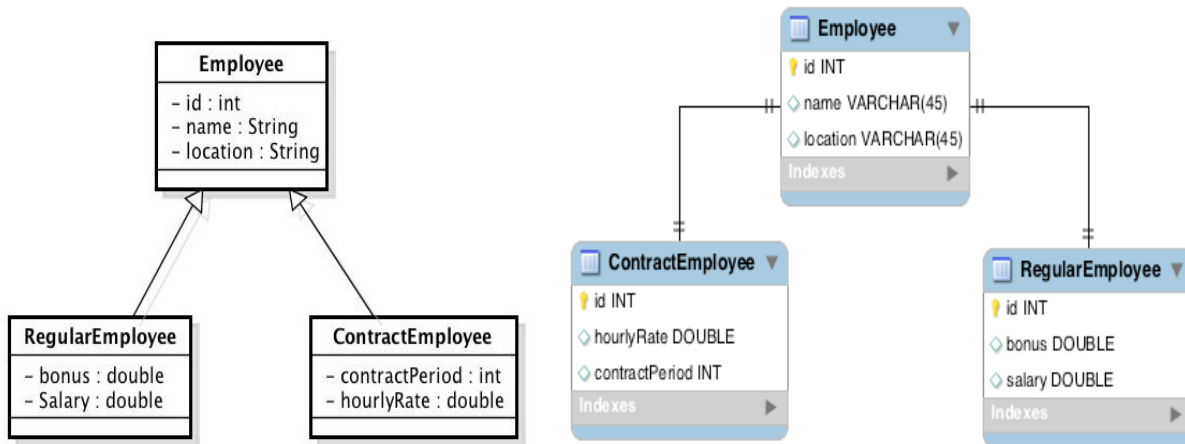 Employee
- id : int
- name : String
- location : String
RegularEmployee
- bonus : double
- Salary : double
ContractEmployee
- contractPeriod : int
- hourlyRate : double
Employee
id INT
name VARCHAR(45)
location VARCHAR(45)
Indexes
ContractEmployee
id INT
hourlyRate DOUBLE
contractPeriod INT
Indexes
RegularEmployee
id INT
bonus DOUBLE
salary DOUBLE
Indexes